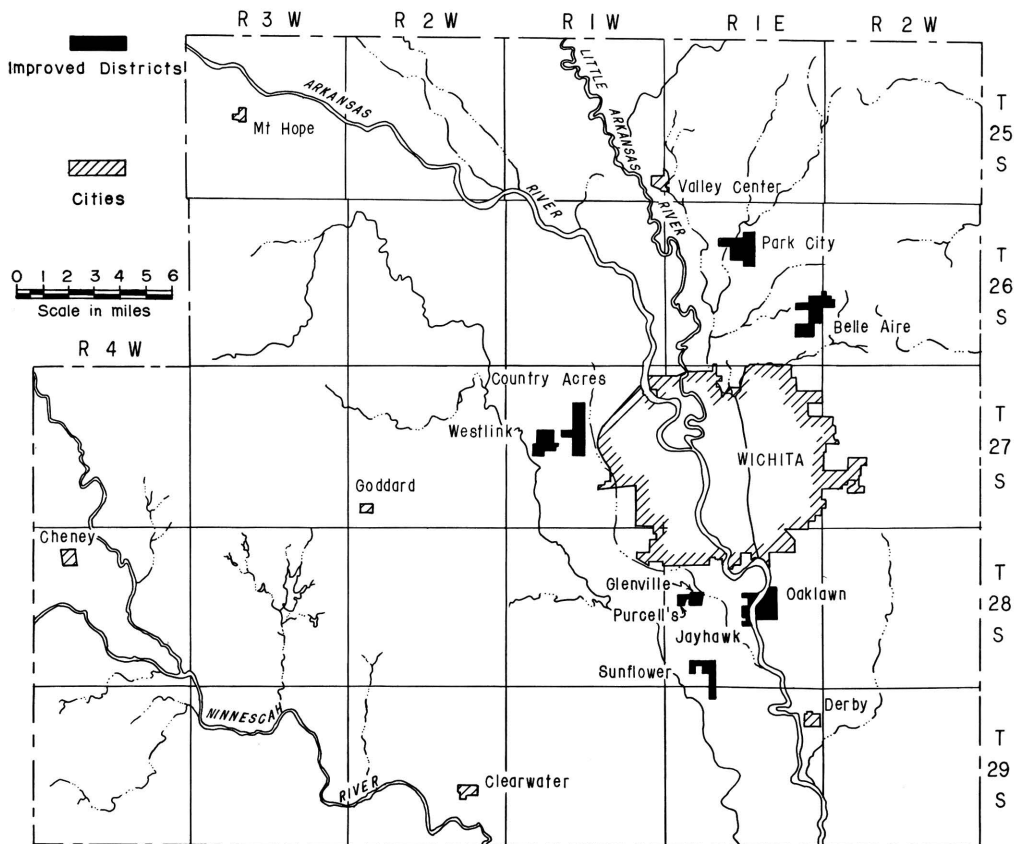 R 3 W R 2 W R 1 W R 1 E R 2 W
Improved Districts
Cities
0 1 2 3 4 5 6
Scale in miles
R 4 W
T 25 S
T 26 S
T 27 S
T 28 S
T 29 S
ARKANSAS
RIVER
LITTLE
ARKANSAS
RIVER
Mt Hope
Valley Center
Park City
Belle Aire
Country Acres
Westlink
WICHITA
Goddard
Cheney
Glenville
Purcell's
Oaklawn
Jayhawk
Sunflower
Derby
NINNESCAH
RIVER
Clearwater